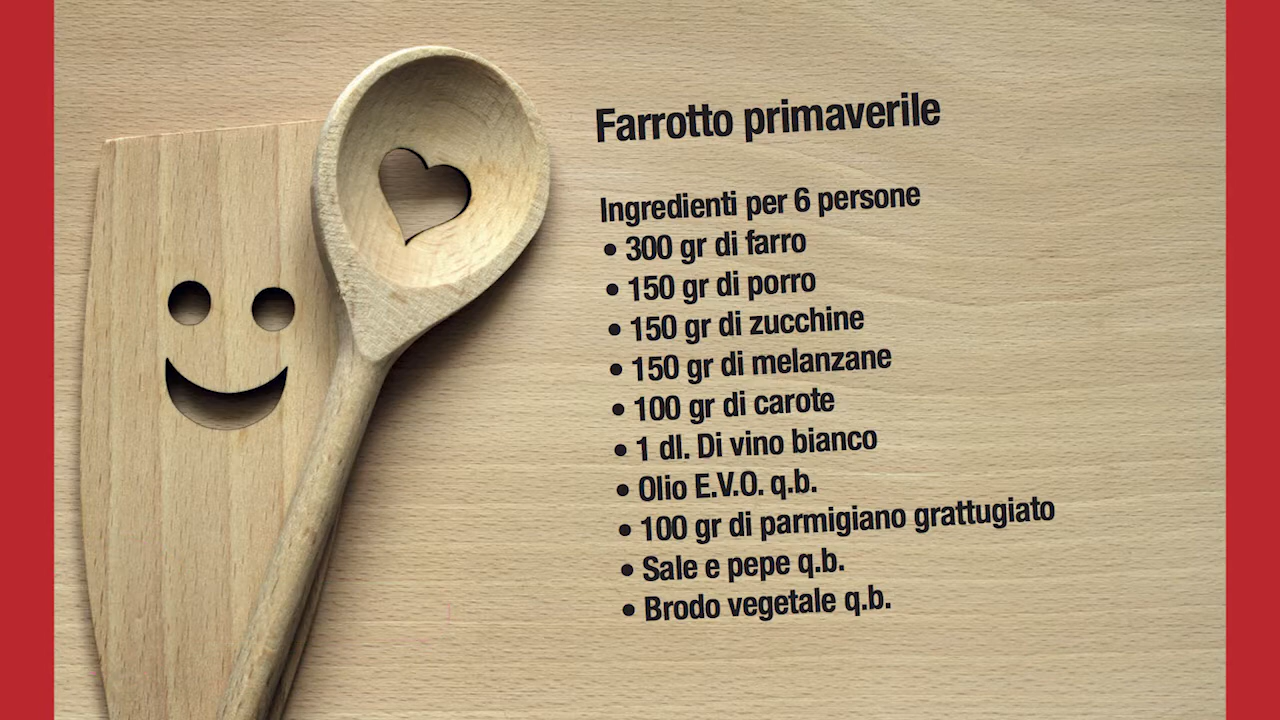 Farrotto primaverile
Ingredienti per 6 persone
• 300 gr di farro
• 150 gr di porro
• 150 gr di zucchine
• 150 gr di melanzane
• 100 gr di carote
• 1 dl. Di vino bianco
• Olio E.V.O. q.b.
• 100 gr di parmigiano grattugiato
• Sale e pepe q.b.
• Brodo vegetale q.b.